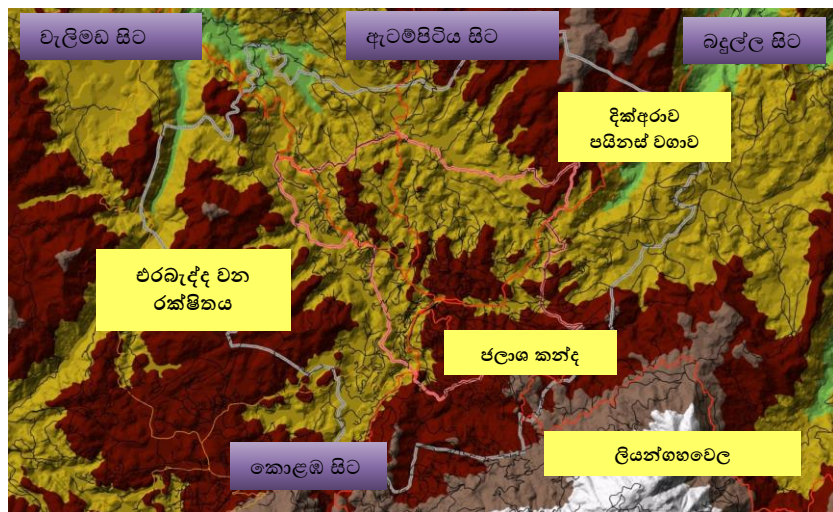 වැලිමඩ සිට
ඇටම්පිටිය සිට
බදුල්ල සිට
දික්අරාව
පයිනස් වගාව
එරබැද්ද වන
රක්ෂිතය
ජලාශ කන්ද
කොළඹ සිට
ලියන්ගහවෙල